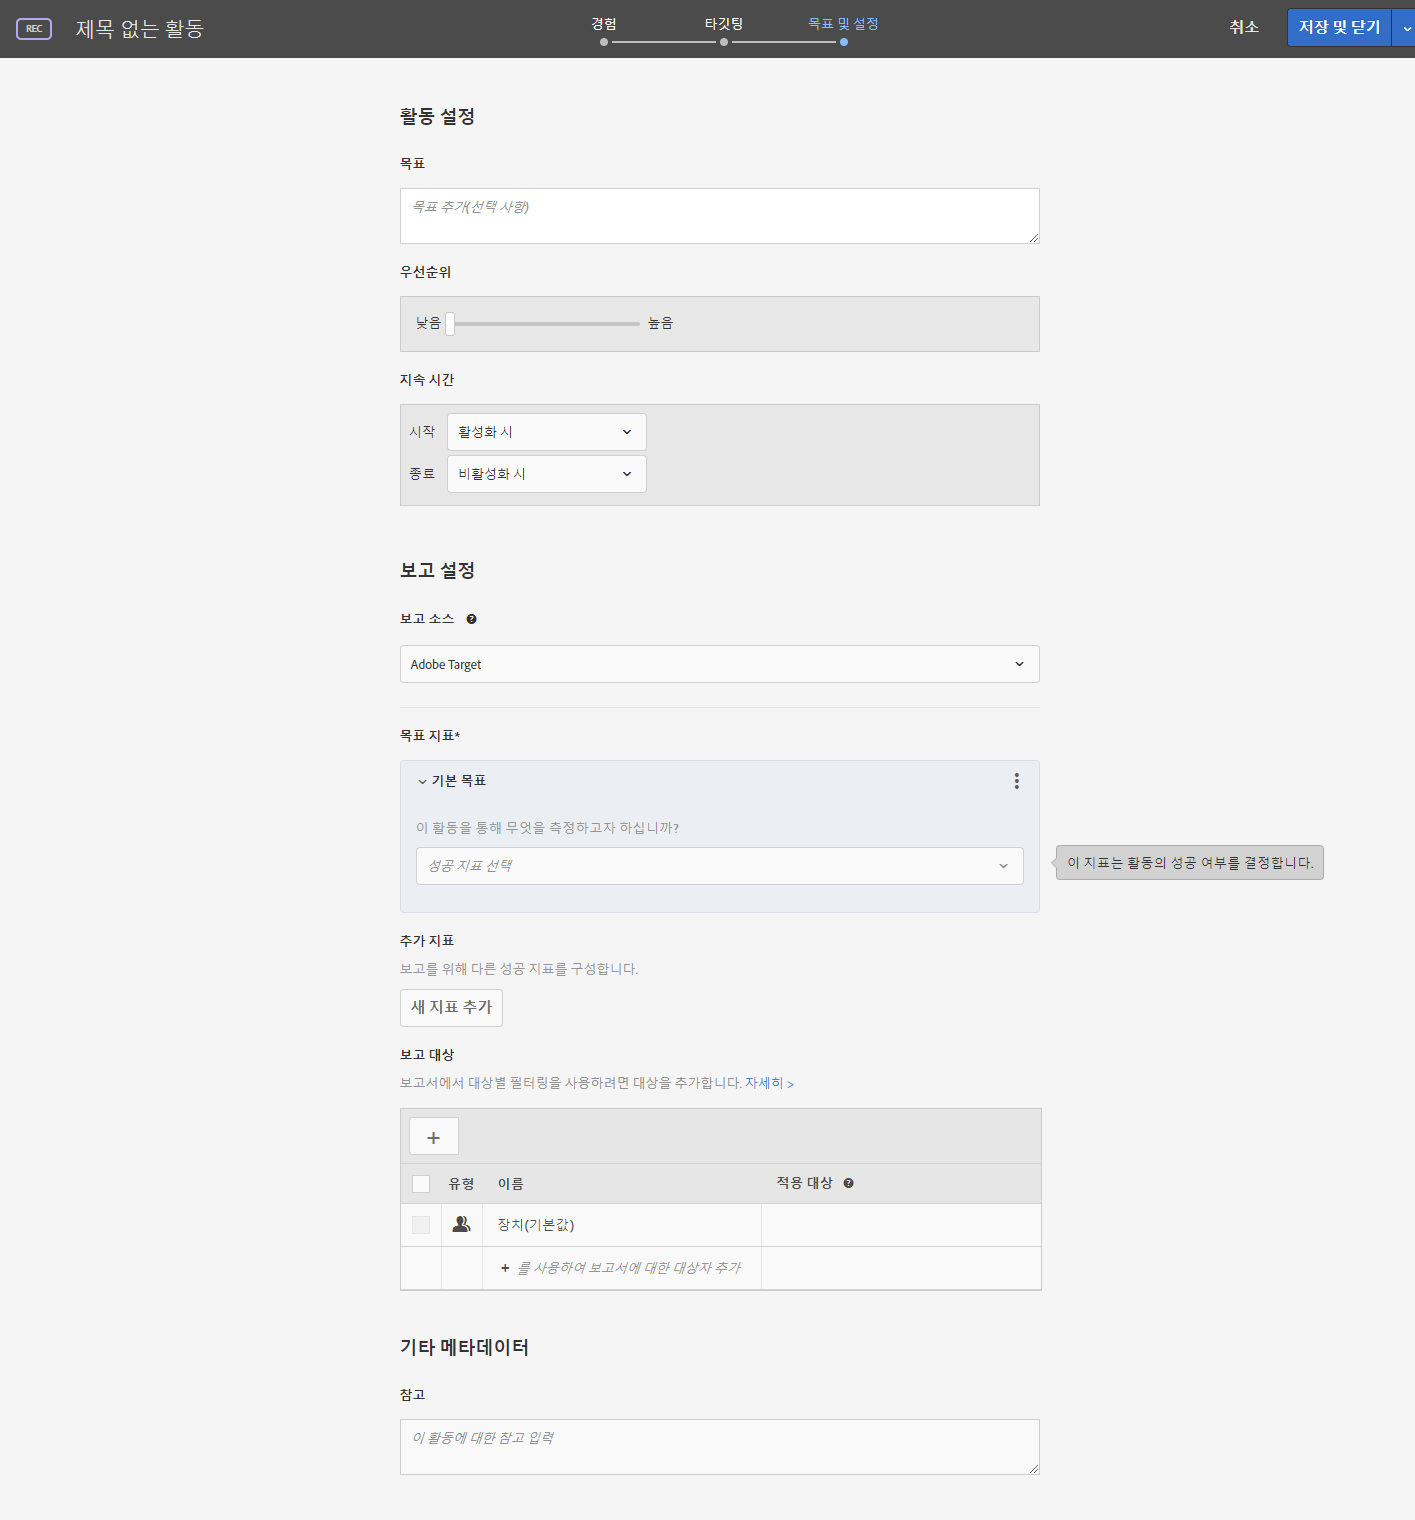 REC 제목 없는 활동
경험 타깃팅 목표 및 설정
취소 저장 및 닫기
활동 설정
목표
목표 추가(선택 사항)
우선순위
낮음 높음
지속 시간
시작 활성화 시
종료 비활성화 시
보고 설정
보고 소스
Adobe Target
목표 지표*
기본 목표
이 활동을 통해 무엇을 측정하고자 하십니까?
성공 지표 선택
이 지표는 활동의 성공 여부를 결정합니다.
추가 지표
보고를 위해 다른 성공 지표를 구성합니다.
새 지표 추가
보고 대상
보고서에서 대상별 필터링을 사용하려면 대상을 추가합니다. 자세히 >
+
유형 이름 적용 대상
장치(기본값)
+ 를 사용하여 보고서에 대한 대상자 추가
기타 메타데이터
참고
이 활동에 대한 참고 입력